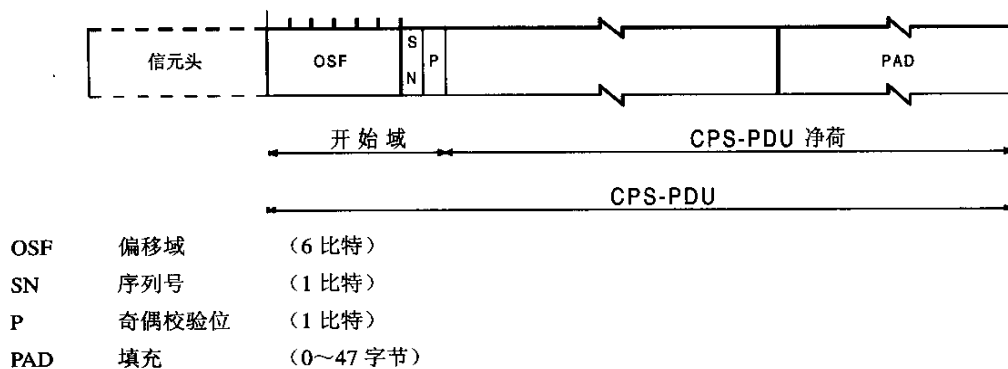 信元头 OSF SN P PAD
开始域 CPS-PDU 净荷
CPS-PDU
OSF 偏移域 （6 比特）
SN 序列号 （1 比特）
P 奇偶校验位 （1 比特）
PAD 填充 （0～47 字节）